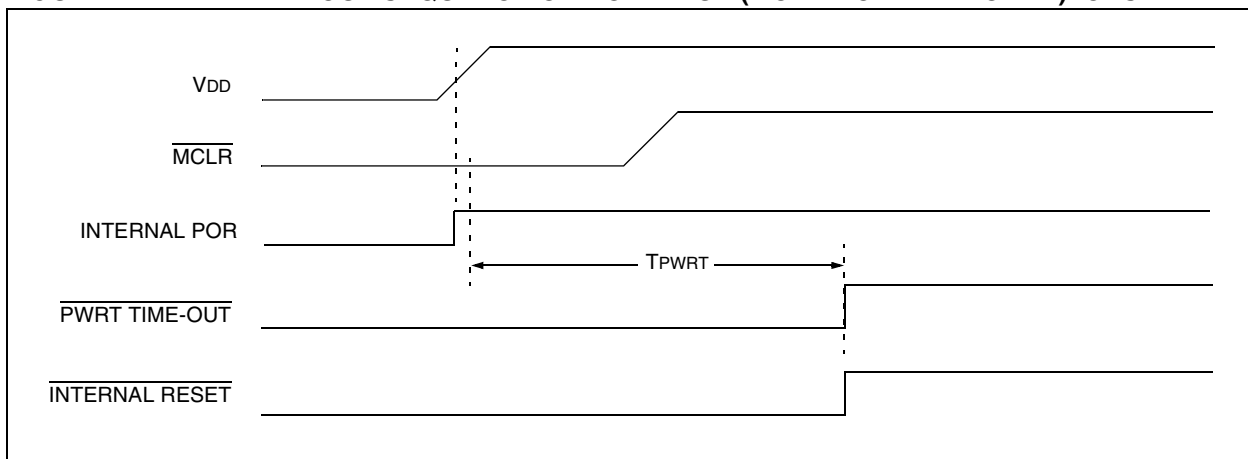 VDD
MCLR
INTERNAL POR
TPWRT
PWRT TIME-OUT
INTERNAL RESET